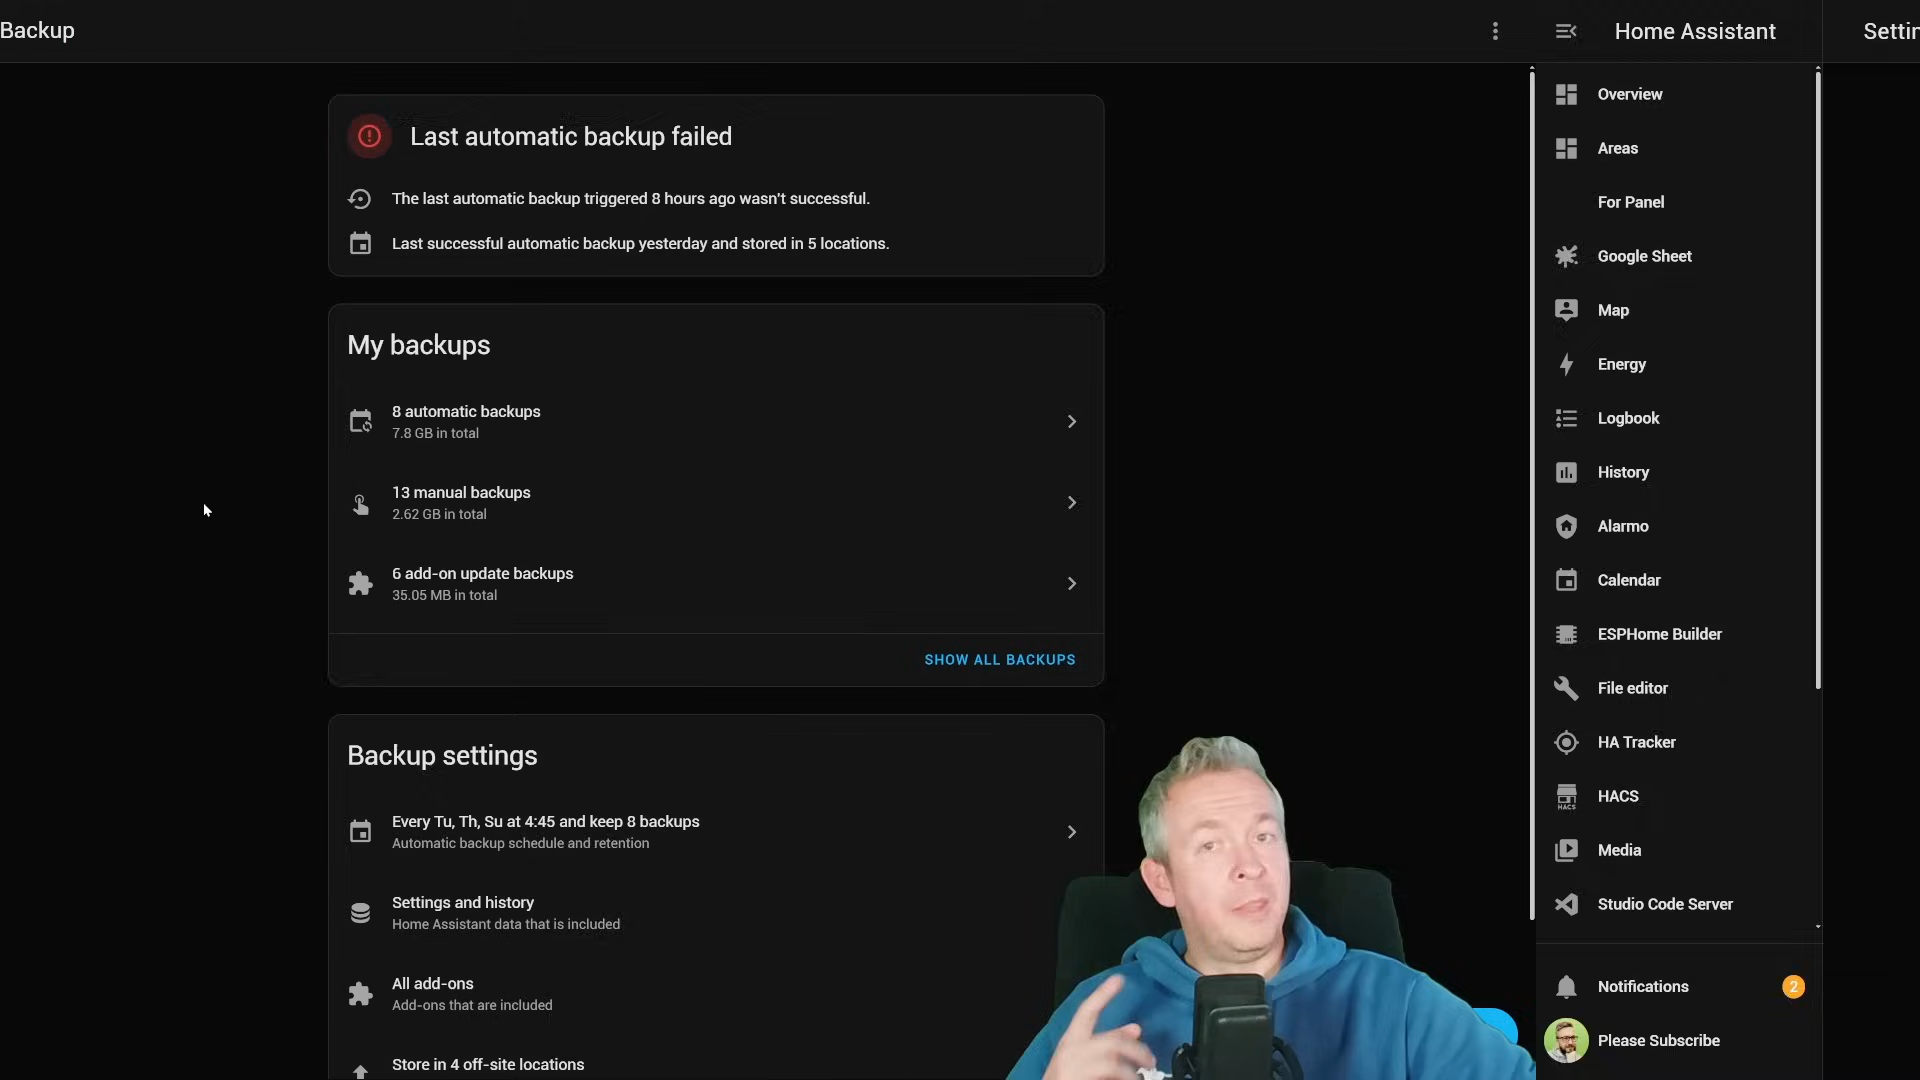 Backup
Last automatic backup failed
The last automatic backup triggered 8 hours ago wasn't successful.
Last successful automatic backup yesterday and stored in 5 locations.
My backups
8 automatic backups
7.8 GB in total
13 manual backups
2.62 GB in total
6 add-on update backups
35.05 MB in total
SHOW ALL BACKUPS
Backup settings
Every Tu, Th, Su at 4:45 and keep 8 backups
Automatic backup schedule and retention
Settings and history
Home Assistant data that is included
All add-ons
Add-ons that are included
Store in 4 off-site locations
Home Assistant
Overview
Areas
For Panel
Google Sheet
Map
Energy
Logbook
History
Alarmo
Calendar
ESPHome Builder
File editor
HA Tracker
HACS
HACS
Media
Studio Code Server
Notifications
2
Please Subscribe
Settin